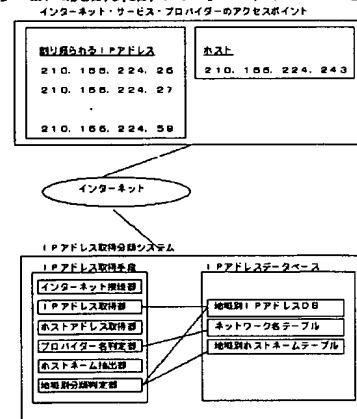 インターネット・サービス・プロバイダーのアクセスポイント
割り振られるIPアドレス
210.166.224.26
210.166.224.27
.
210.166.224.59
ホスト
210.166.224.243
インターネット
IPアドレス取得分類システム
IPアドレス取得手段
インターネット接続部
IPアドレス取得部
ホストアドレス取得部
プロバイダー名判定部
ホストネーム抽出部
地域別分類判定部
IPアドレスデータベース
地域別IPアドレスDB
ネットワーク名テーブル
地域別ホストネームテーブル